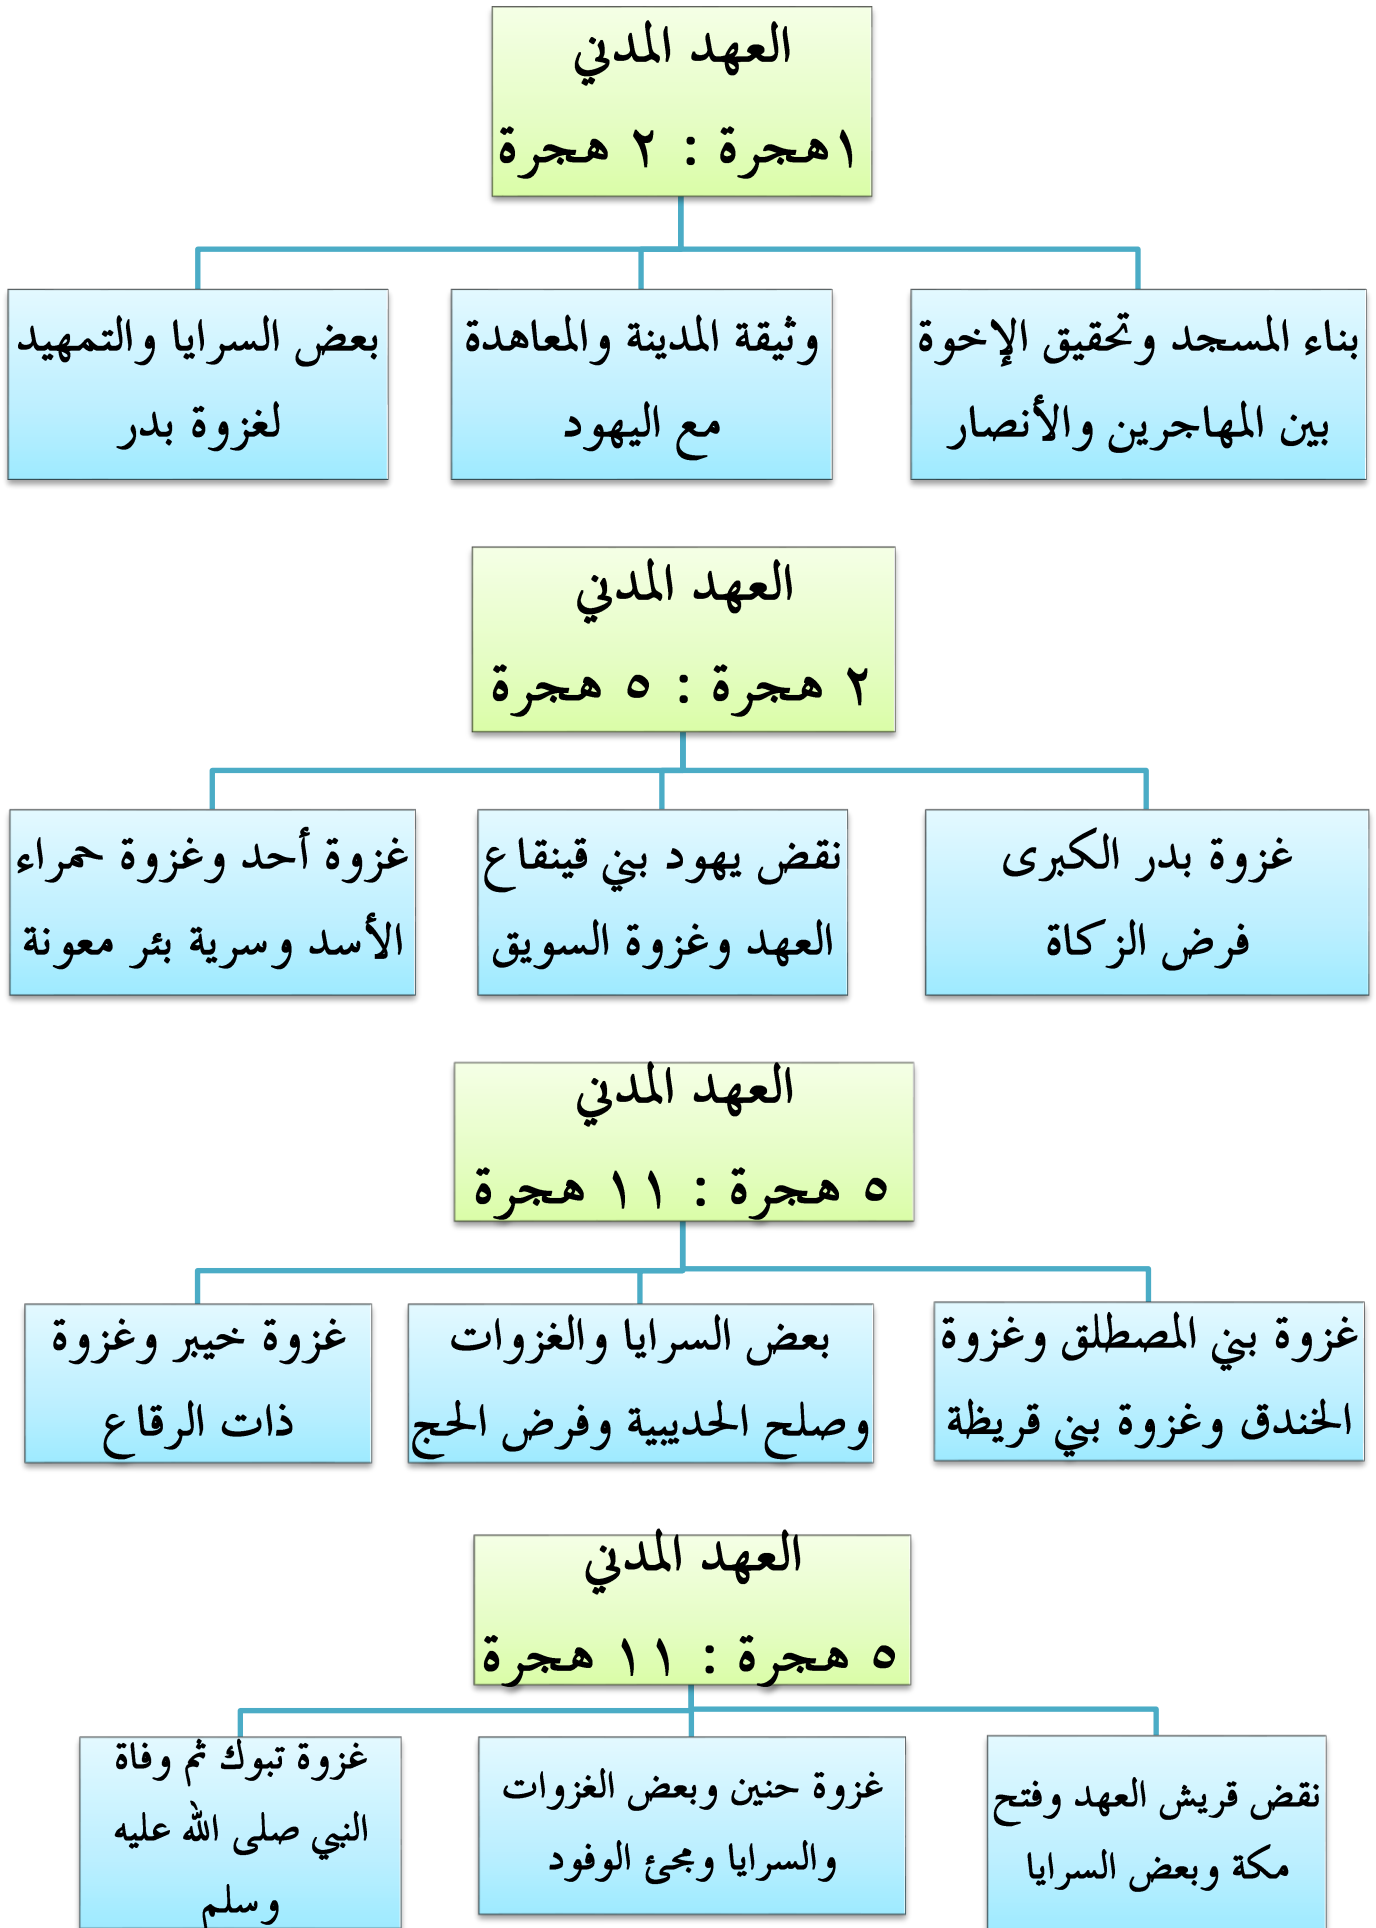 العهد المدني
١هجرة : ٢ هجرة
بناء المسجد وتحقيق الإخوة
بين المهاجرين والأنصار
وثيقة المدينة والمعاهدة
مع اليهود
بعض السرايا والتمهيد
لغزوة بدر
العهد المدني
٢ هجرة : ٥ هجرة
غزوة بدر الكبرى
فرض الزكاة
نقض يهود بني قينقاع
العهد وغزوة السويق
غزوة أحد وغزوة حمراء
الأسد وسرية بئر معونة
العهد المدني
٥ هجرة : ١١ هجرة
غزوة بني المصطلق وغزوة
الخندق وغزوة بني قريظة
بعض السرايا والغزوات
وصلح الحديبية وفرض الحج
غزوة خيبر وغزوة
ذات الرقاع
العهد المدني
٥ هجرة : ١١ هجرة
نقض قريش العهد وفتح
مكة وبعض السرايا
غزوة حنين وبعض الغزوات
والسرايا ومجئ الوفود
غزوة تبوك ثم وفاة
النبي صلى الله عليه
وسلم